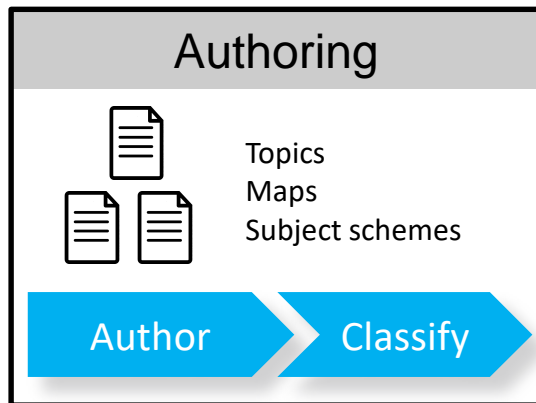 Authoring
Topics
Maps
Subject schemes
Author
Classify